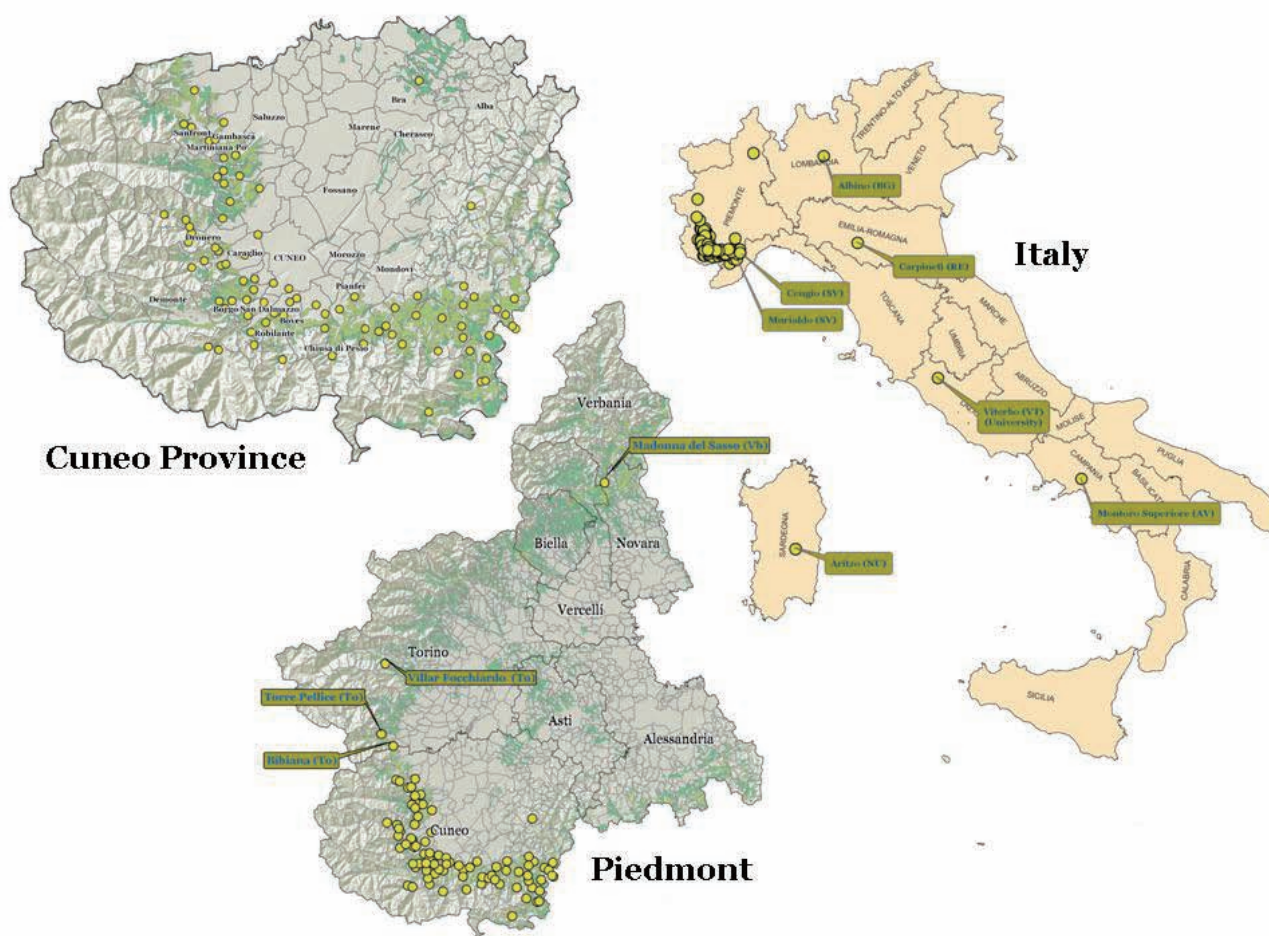 Bra
Alba
Saluzzo
Marene
Cherasco
Sanfront
Gambasca
Martiniana Po
Fossano
Dronero
Caraglio
CUNEO
Morozzo
Mondovì
Pianfei
Demonte
Borgo San Dalmazzo
Boves
Robilante
Chiusa di Pesio
Cuneo Province
TRENTINO-ALTO ADIGE
LOMBARDIA
VENETO
Albino (BG)
PIEMONTE
EMILIA-ROMAGNA
Italy
Carpineti (RE)
Cengio (SV)
TOSCANA
MARCHE
Murialdo (SV)
UMBRIA
ABRUZZO
Viterbo (VT)
(University)
MOLISE
PUGLIA
CAMPANIA
Montoro Superiore (AV)
SARDEGNA
Aritzo (NU)
CALABRIA
SICILIA
Verbania
Madonna del Sasso (Vb)
Biella
Novara
Vercelli
Torino
Villar Focchiardo (To)
Torre Pellice (To)
Asti
Alessandria
Bibiana (To)
Cuneo
Piedmont